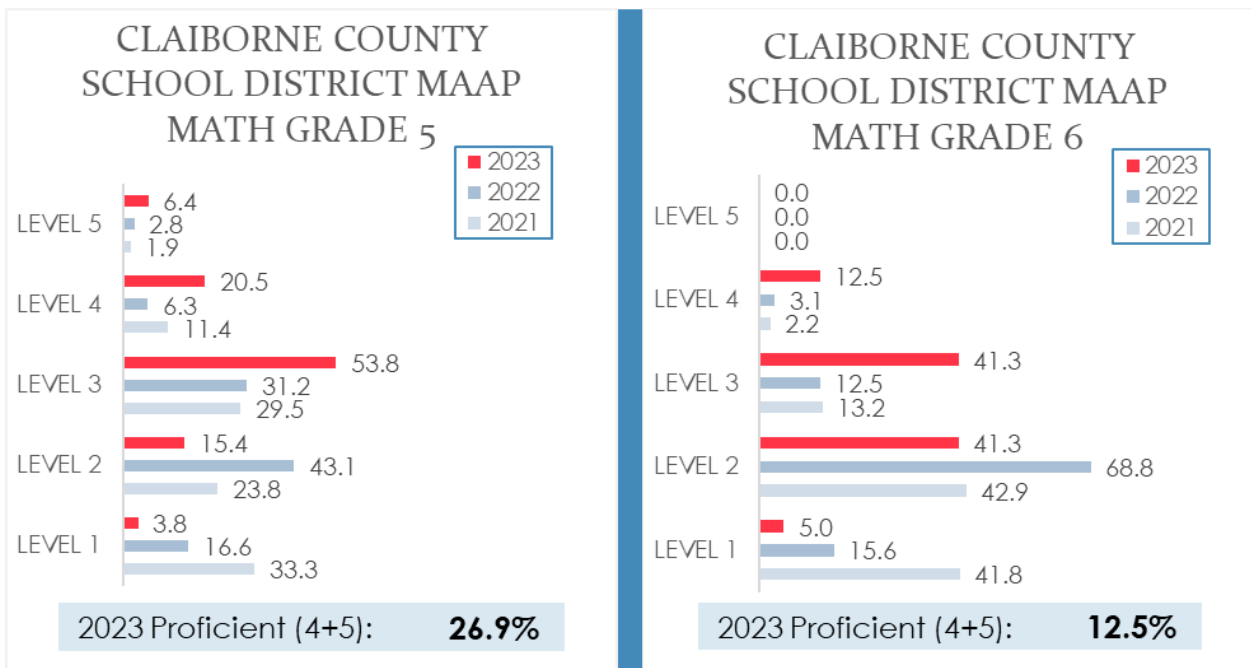 CLAIBORNE COUNTY
SCHOOL DISTRICT MAAP
MATH GRADE 5
2023
2022
2021
LEVEL 5
6.4
2.8
1.9
LEVEL 4
20.5
6.3
11.4
LEVEL 3
53.8
31.2
29.5
LEVEL 2
15.4
43.1
23.8
LEVEL 1
3.8
16.6
33.3
2023 Proficient (4+5): 26.9%
CLAIBORNE COUNTY
SCHOOL DISTRICT MAAP
MATH GRADE 6
2023
2022
2021
LEVEL 5
0.0
0.0
0.0
LEVEL 4
12.5
3.1
2.2
LEVEL 3
41.3
12.5
13.2
LEVEL 2
41.3
68.8
42.9
LEVEL 1
5.0
15.6
41.8
2023 Proficient (4+5): 12.5%